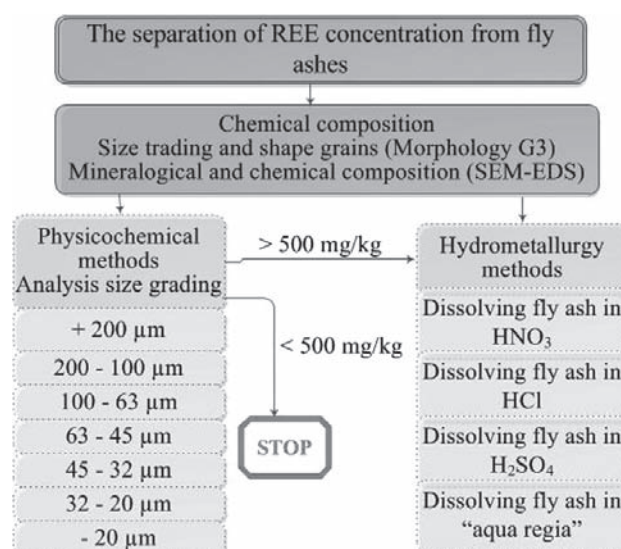 The separation of REE concentration from fly
ashes
Chemical composition
Size trading and shape grains (Morphology G3)
Mineralogical and chemical composition (SEM-EDS)
Physicochemical
methods
Analysis size grading
+ 200 µm
200 - 100 µm
100 - 63 µm
63 - 45 µm
45 - 32 µm
32 - 20 µm
- 20 µm
> 500 mg/kg
< 500 mg/kg
STOP
Hydrometallurgy
methods
Dissolving fly ash in
HNO₃
Dissolving fly ash in
HCl
Dissolving fly ash in
H₂SO₄
Dissolving fly ash in
“aqua regia”